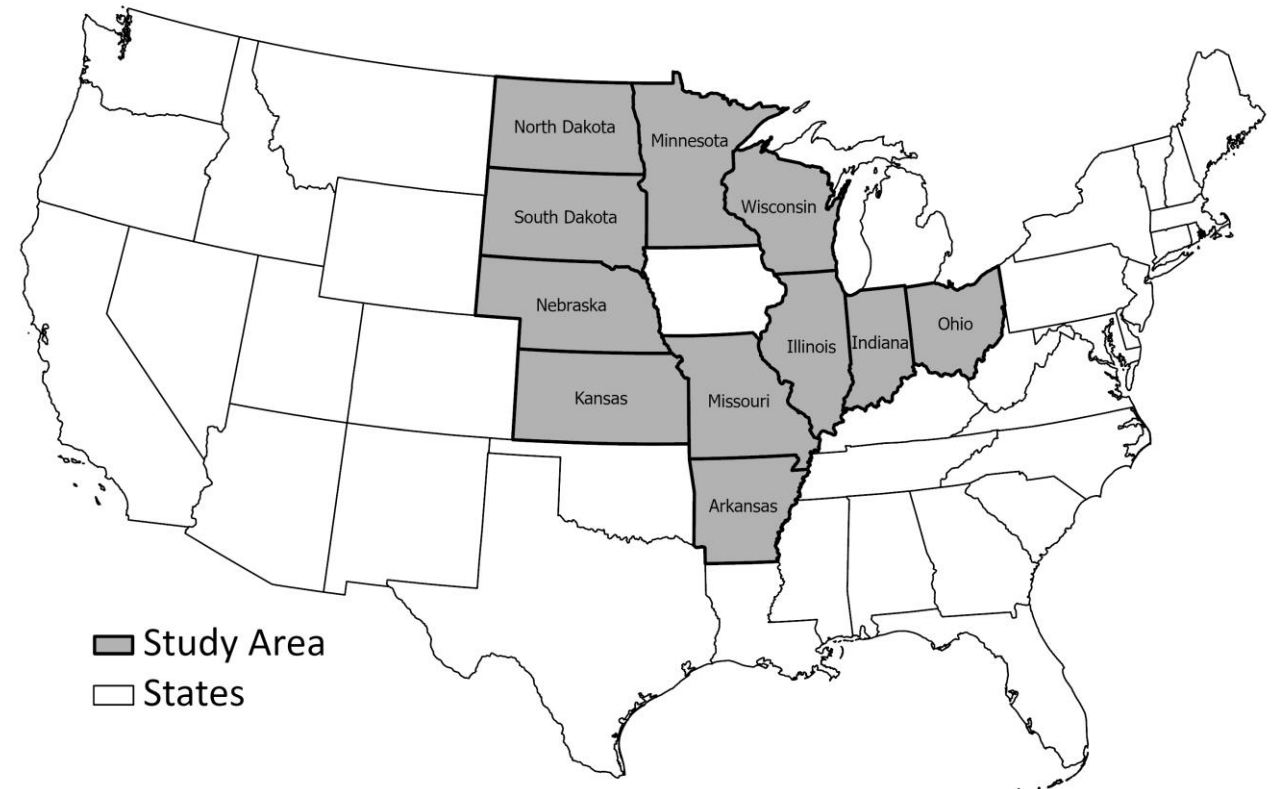 North Dakota
Minnesota
Wisconsin
South Dakota
Nebraska
Ohio
Illinois
Indiana
Kansas
Missouri
Arkansas
Study Area
States